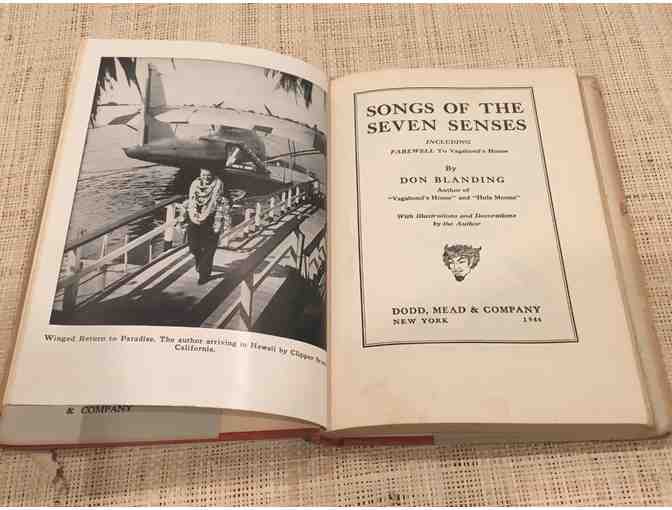 Winged Return to Paradise. The author arriving in Hawaii by Clipper
California.
& COMPANY
SONGS OF THE
SEVEN SENSES
INCLUDING
FAREWELL To Vagabond's House
By
DON BLANDING
Author of
"Vagabond's House" and "Hula Moons"
With Illustrations and Decorations
by the Author
DODD, MEAD & COMPANY
NEW YORK 1944